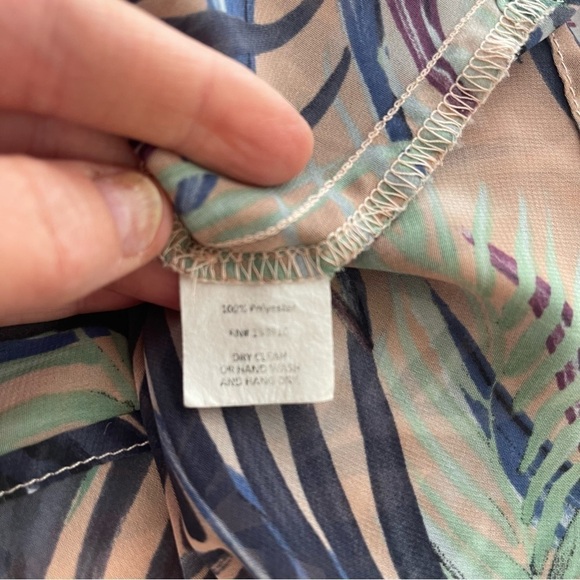 100% Polyester
RN#
DRY CLEAN
OR HAND WASH
AND HANG DRY